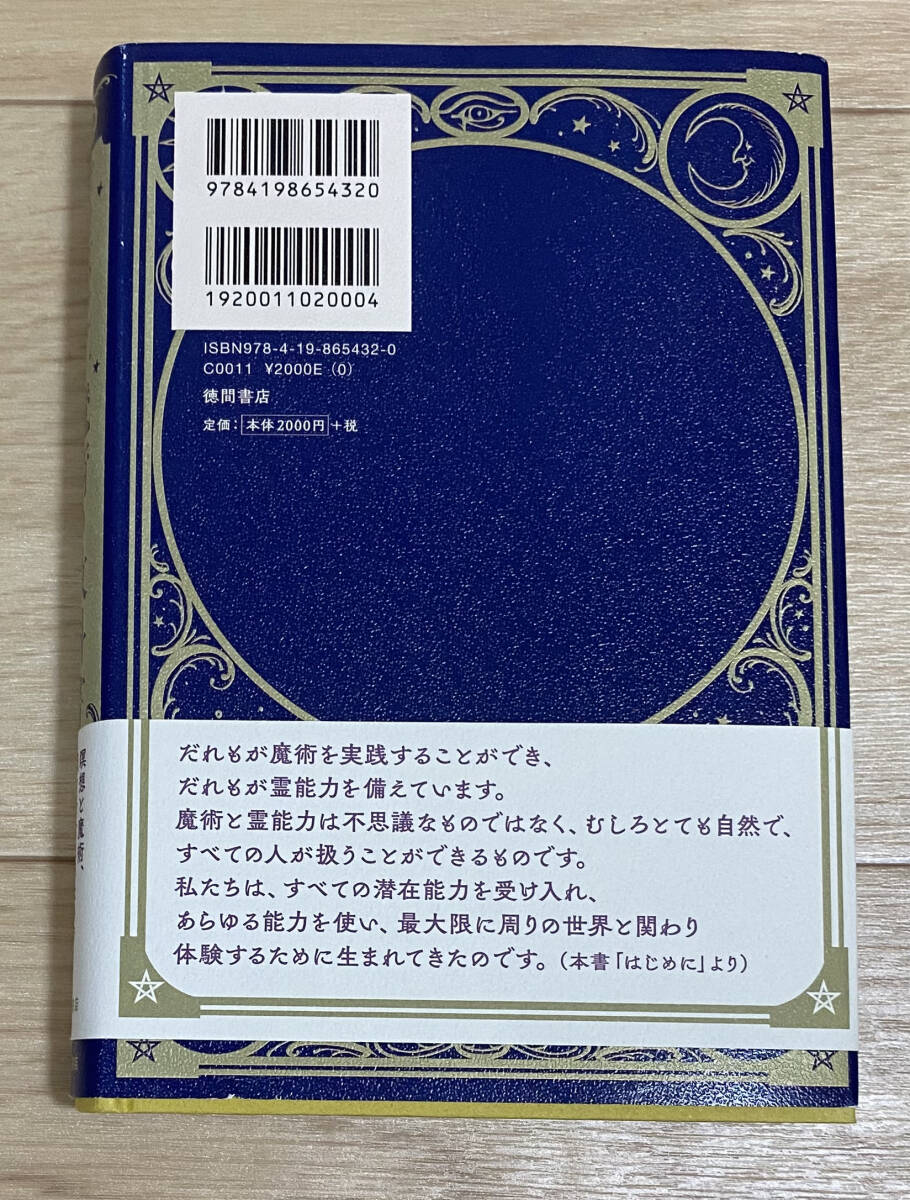 9784198654320
1920011020004
ISBN978-4-19-865432-0
C0011 ¥2000E (0)
徳間書店
定価: 本体2000円 +税
だれもが魔術を実践することができ、
だれもが霊能力を備えています。
魔術と霊能力は不思議なものではなく、むしろとても自然で、
すべての人が扱うことができるものです。
私たちは、すべての潜在能力を受け入れ、
あらゆる能力を使い、最大限に周りの世界と関わり
体験するために生まれてきたのです。(本書「はじめに」より)
瞑想と魔術、